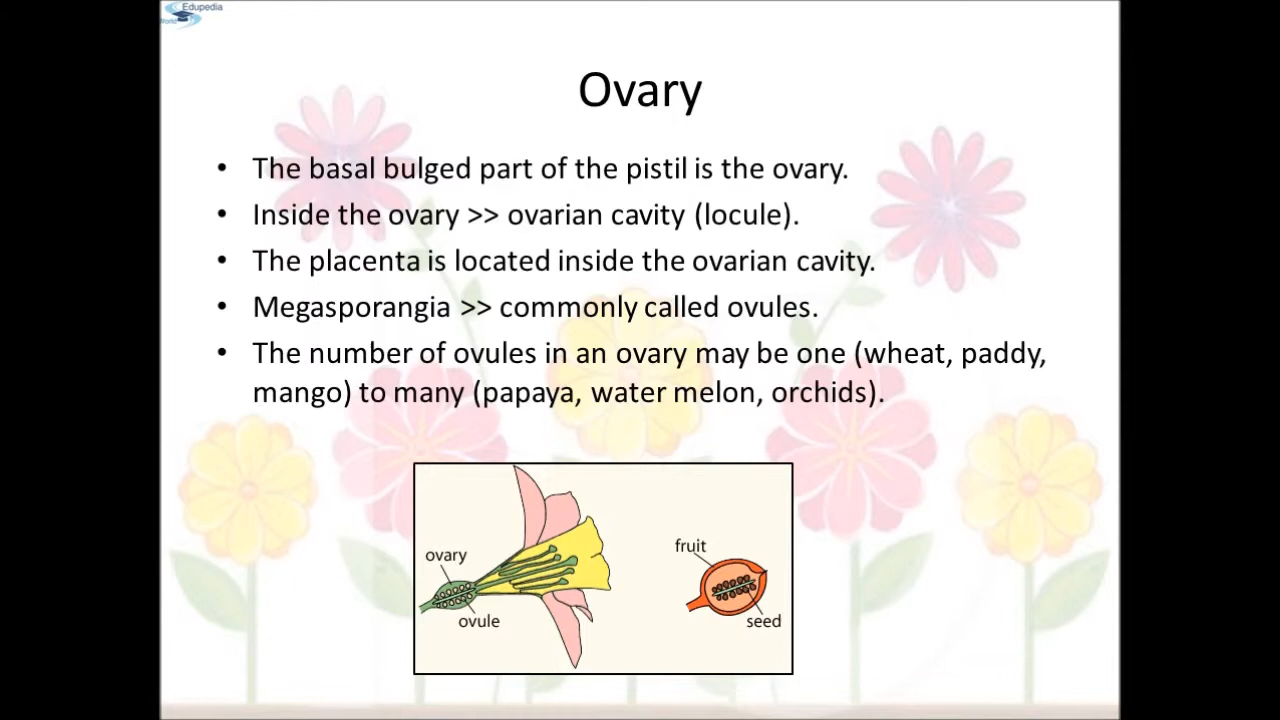 Edupedia
World
Ovary
• The basal bulged part of the pistil is the ovary.
• Inside the ovary >> ovarian cavity (locule).
• The placenta is located inside the ovarian cavity.
• Megasporangia >> commonly called ovules.
• The number of ovules in an ovary may be one (wheat, paddy,
mango) to many (papaya, water melon, orchids).
ovary
ovule
fruit
seed